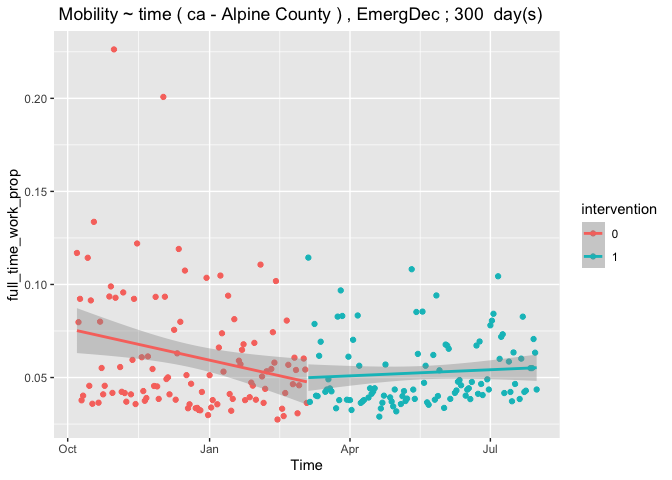 Mobility ~ time ( ca - Alpine County ) , EmergDec ; 300 day(s)
full_time_work_prop
0.20
0.15
0.10
0.05
Oct Jan Apr Jul
Time
intervention
0
1